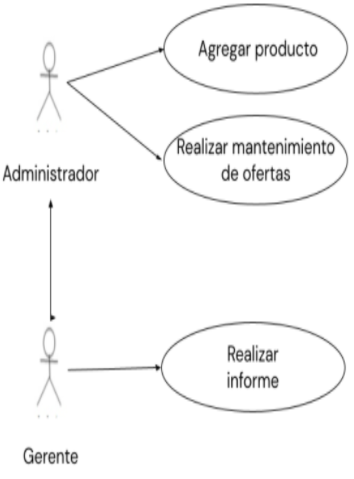 Agregar producto
Realizar mantenimiento
de ofertas
Administrador
Realizar
informe
Gerente